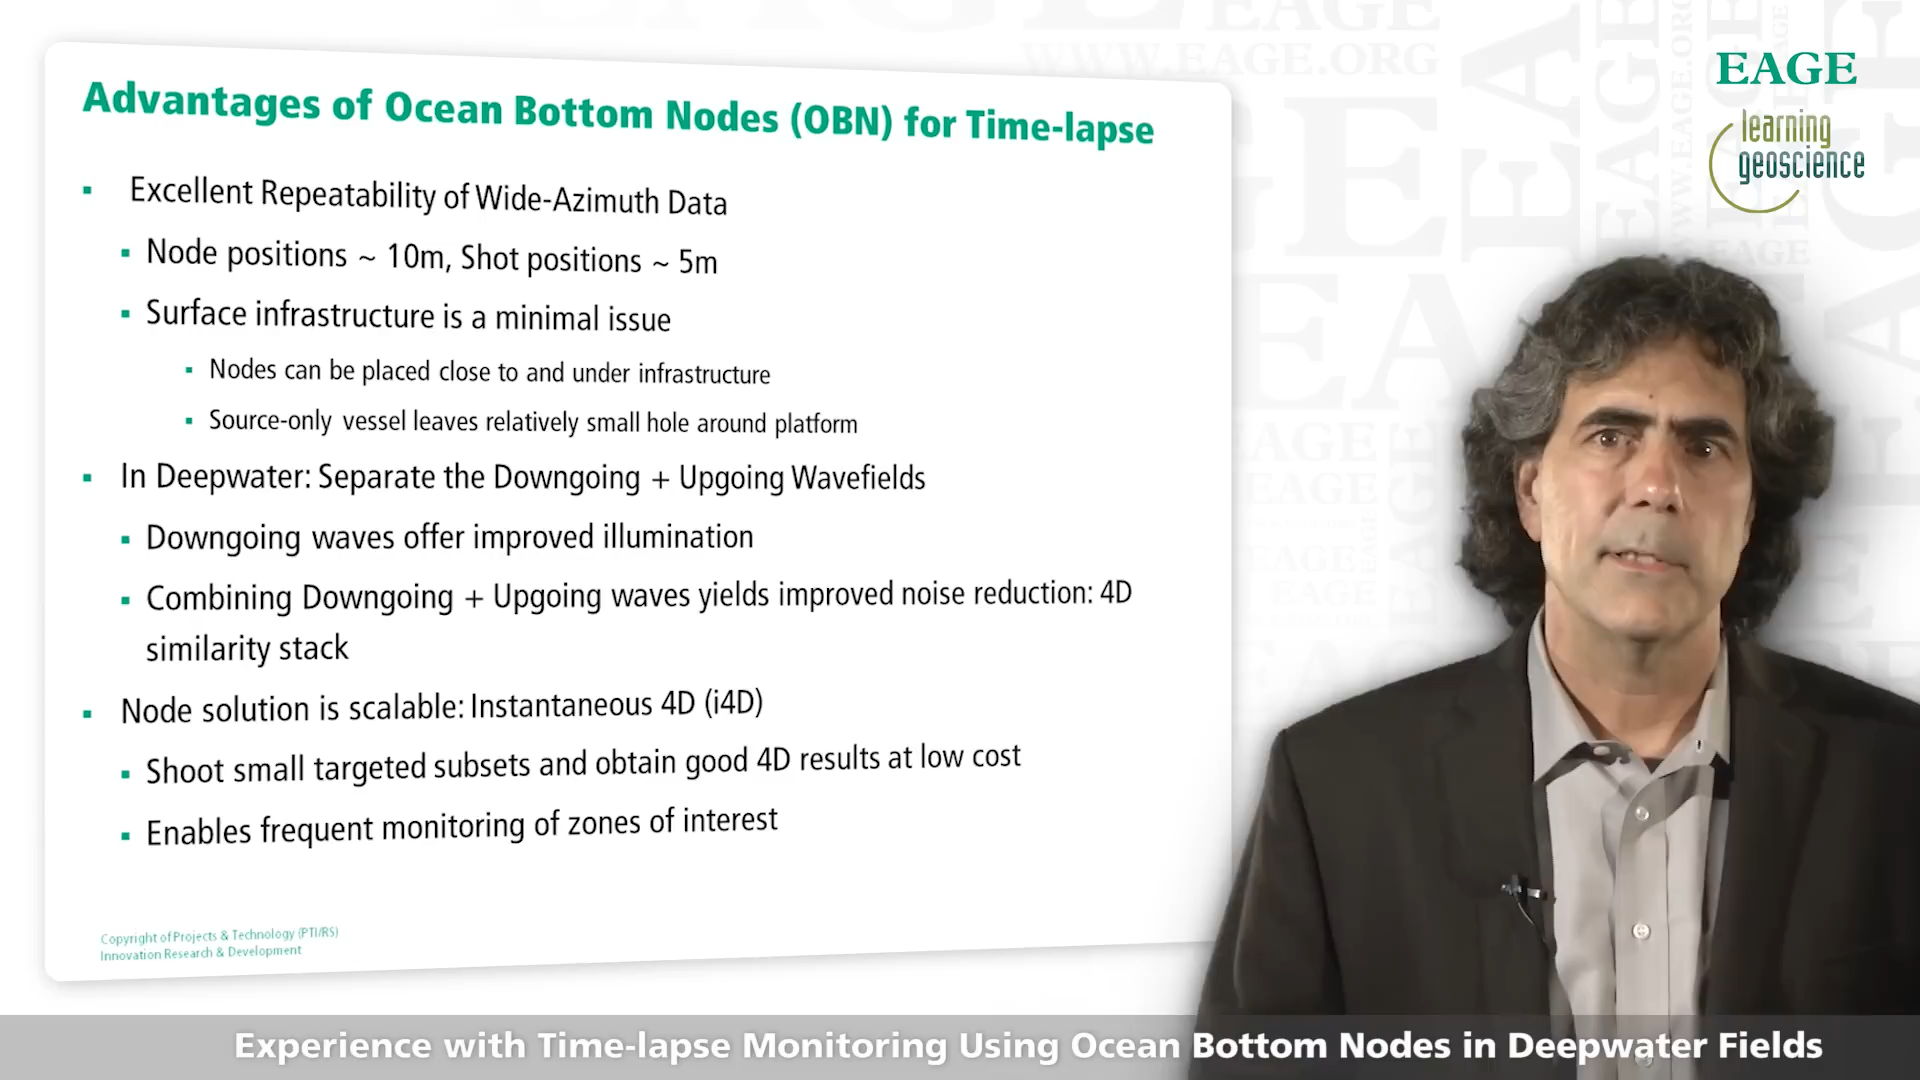 EAGE
WWW.EAGE.ORG
EAGE
learning
geoscience
Advantages of Ocean Bottom Nodes (OBN) for Time-lapse
▪ Excellent Repeatability of Wide-Azimuth Data
▪ Node positions ~ 10m, Shot positions ~ 5m
▪ Surface infrastructure is a minimal issue
▪ Nodes can be placed close to and under infrastructure
▪ Source-only vessel leaves relatively small hole around platform
▪ In Deepwater: Separate the Downgoing + Upgoing Wavefields
▪ Downgoing waves offer improved illumination
▪ Combining Downgoing + Upgoing waves yields improved noise reduction: 4D
similarity stack
▪ Node solution is scalable: Instantaneous 4D (i4D)
▪ Shoot small targeted subsets and obtain good 4D results at low cost
▪ Enables frequent monitoring of zones of interest
Copyright of Projects & Technology (PTI/RS)
Innovation Research & Development
Experience with Time-lapse Monitoring Using Ocean Bottom Nodes in Deepwater Fields